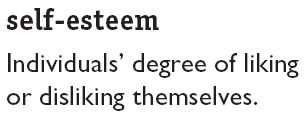 self-esteem
Individuals’ degree of liking
or disliking themselves.